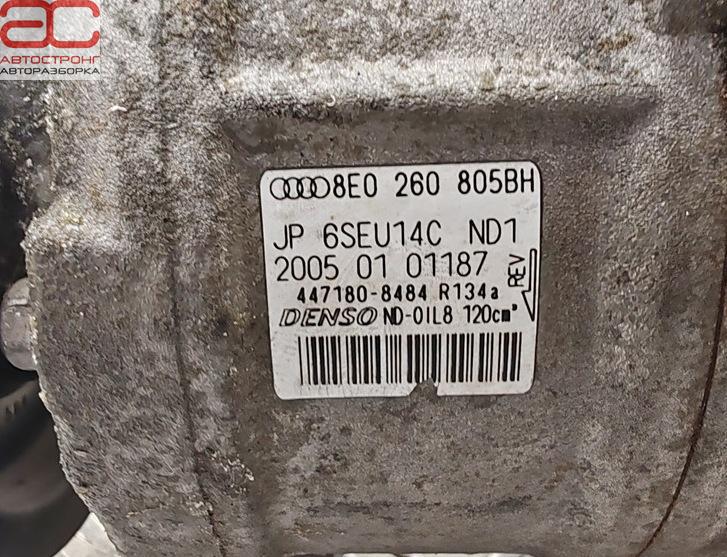 ac
АВТОСТРОНГ
АВТОРАЗБОРКА
8E0 260 805BH
JP 6SEU14C ND1
2005 01 01187
REV
447180-8484 R134a
DENSO ND-OIL8 120cm³